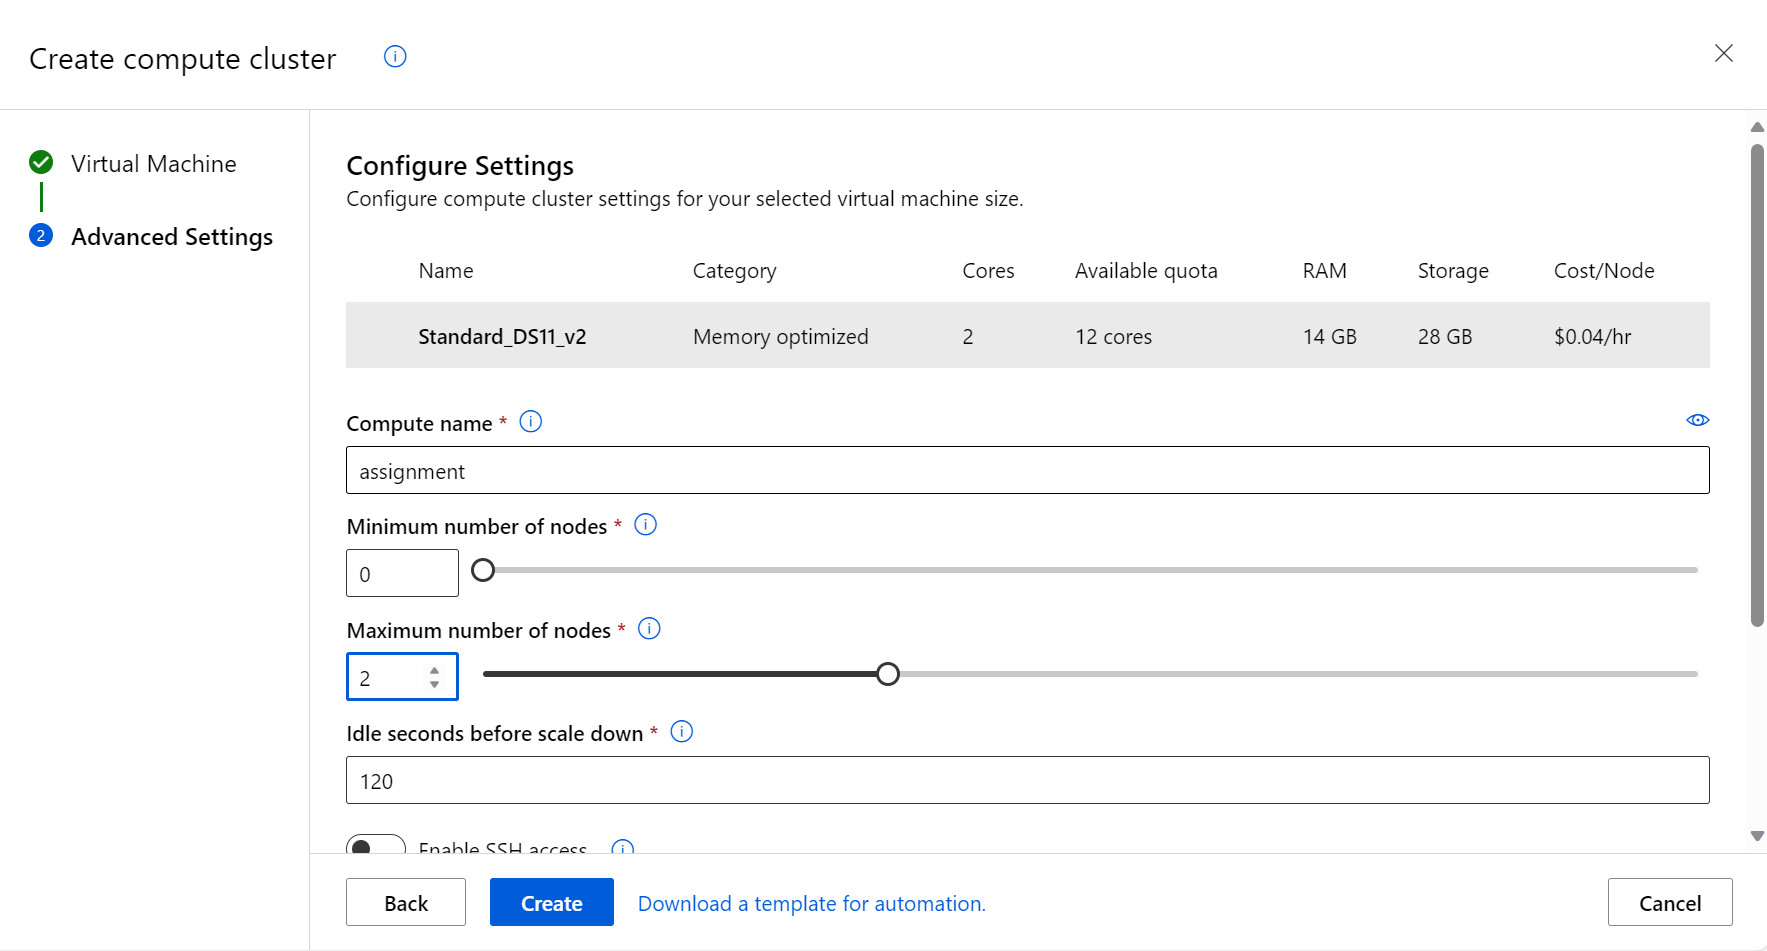 Create compute cluster
Virtual Machine
2 Advanced Settings
Configure Settings
Configure compute cluster settings for your selected virtual machine size.
Name Category Cores Available quota RAM Storage Cost/Node
Standard_DS11_v2 Memory optimized 2 12 cores 14 GB 28 GB $0.04/hr
Compute name *
assignment
Minimum number of nodes *
0
Maximum number of nodes *
2
Idle seconds before scale down *
120
Enable SSH access
Back Create Download a template for automation. Cancel